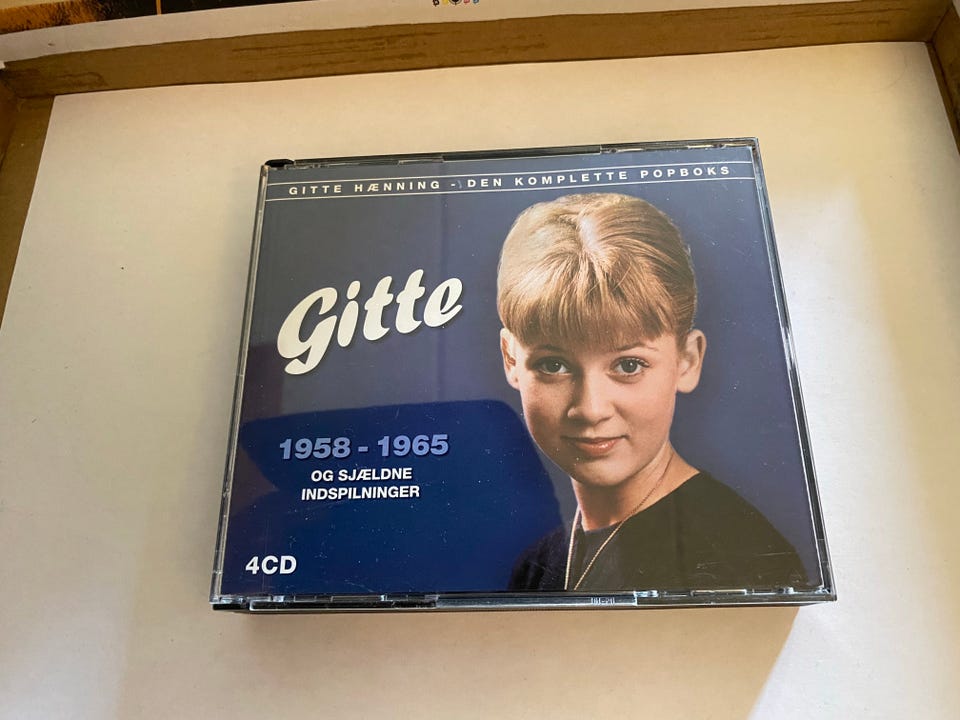 GITTE HÆNNING - DEN KOMPLETTE POPBOKS
Gitte
1958 - 1965
OG SJÆLDNE
INDSPILNINGER
4CD